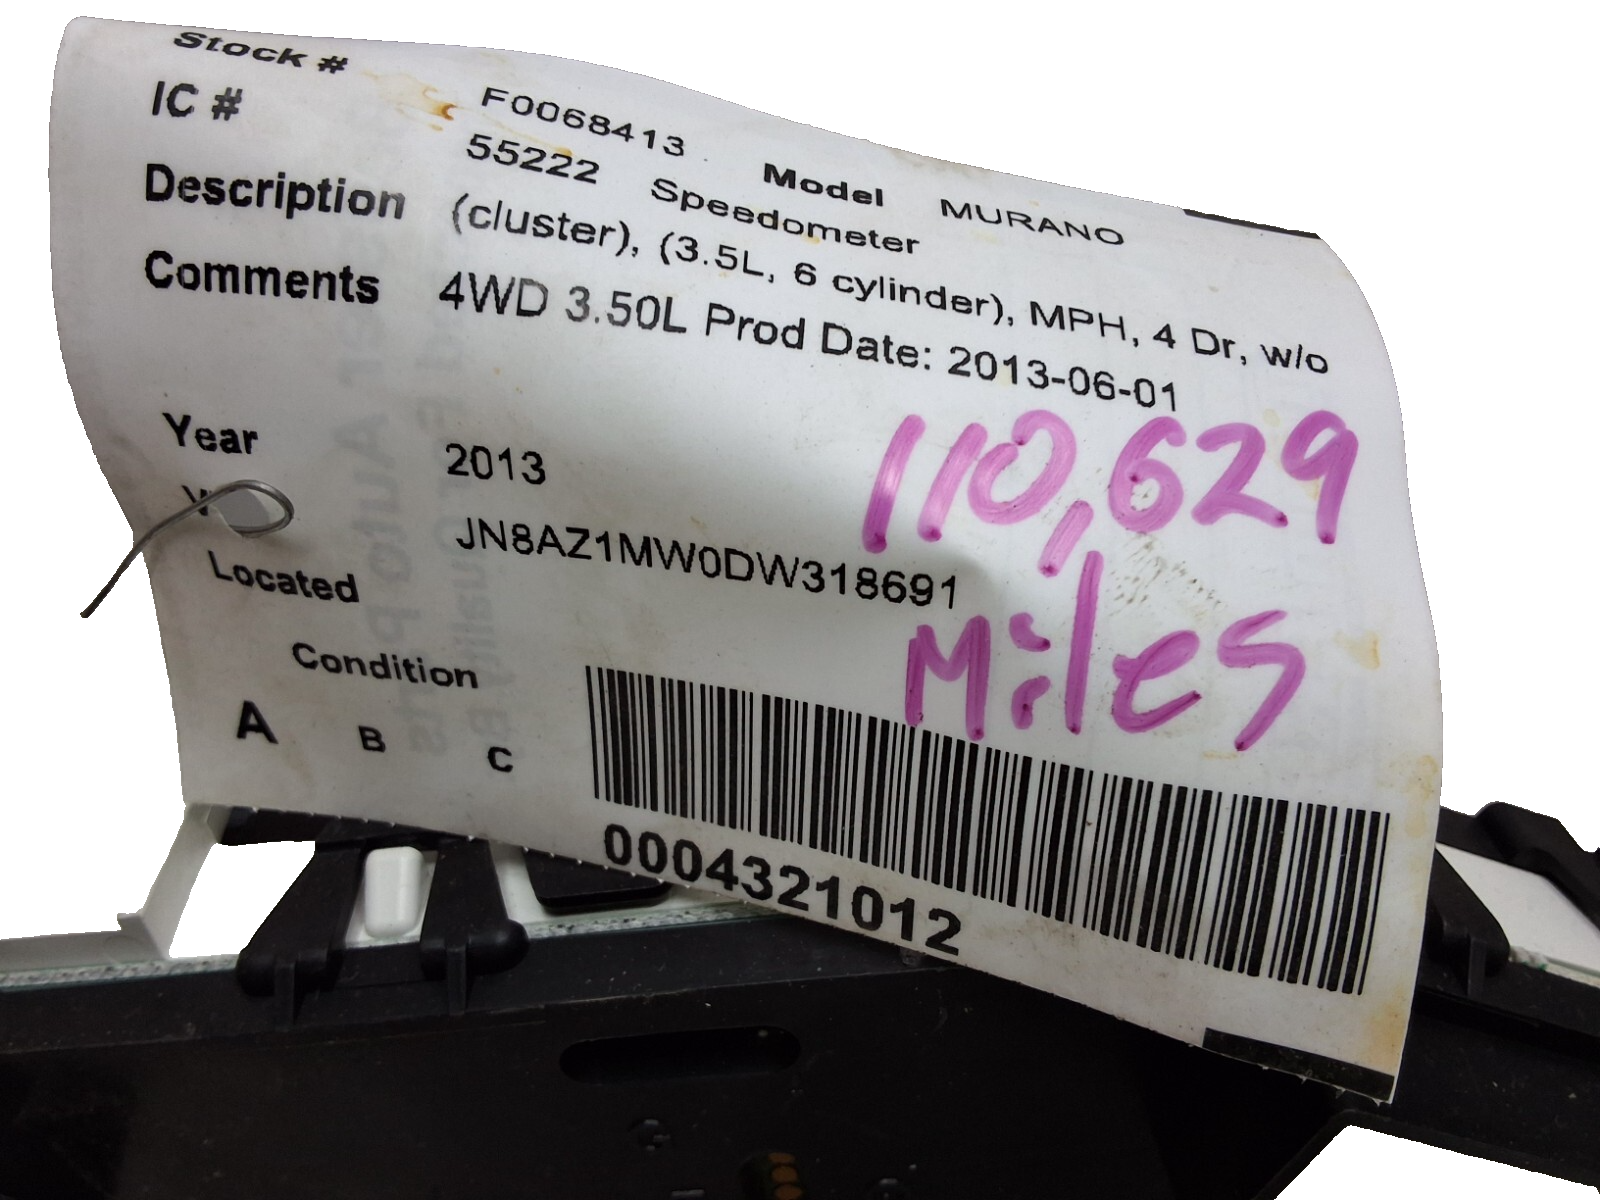 Stock # F0068413 Model MURANO
IC # 55222 Speedometer
Description (cluster), (3.5L, 6 cylinder), MPH, 4 Dr, w/o
Comments 4WD 3.50L Prod Date: 2013-06-01
110,629
Miles
Year 2013
JN8AZ1MW0DW318691
Located
Condition
A B C
0004321012